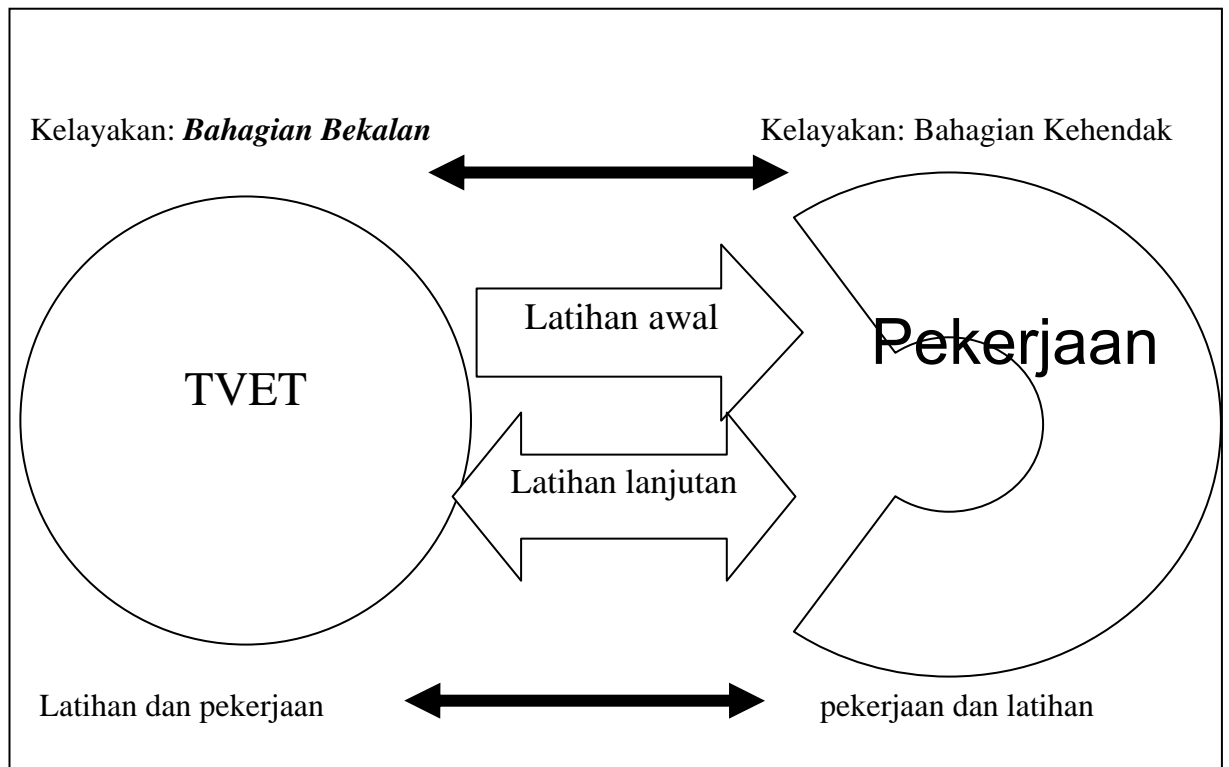 Kelayakan: Bahagian Bekalan
Kelayakan: Bahagian Kehendak
Latihan awal
Pekerjaan
TVET
Latihan lanjutan
Latihan dan pekerjaan
pekerjaan dan latihan